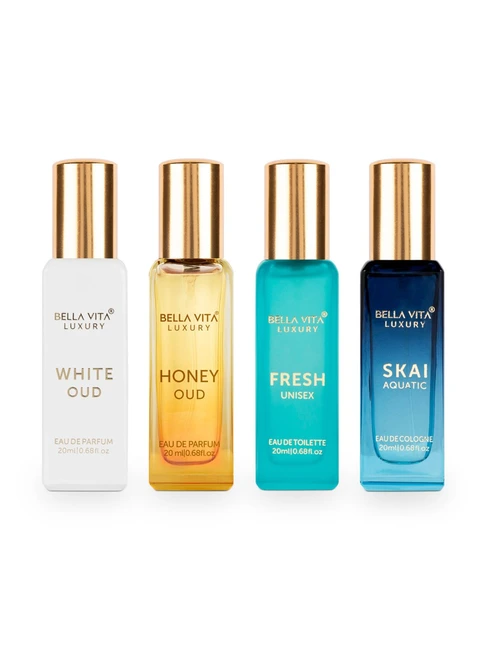 BELLA VITA®
LUXURY
WHITE
OUD
EAU DE PARFUM
20ml|0.68fl.oz
BELLA VITA®
LUXURY
HONEY
OUD
EAU DE PARFUM
20ml|0.68fl.oz
BELLA VITA®
LUXURY
FRESH
UNISEX
EAU DE TOILETTE
20ml|0.68fl.oz
BELLA VITA®
LUXURY
SKAI
AQUATIC
EAU DE COLOGNE
20ml|0.68fl.oz